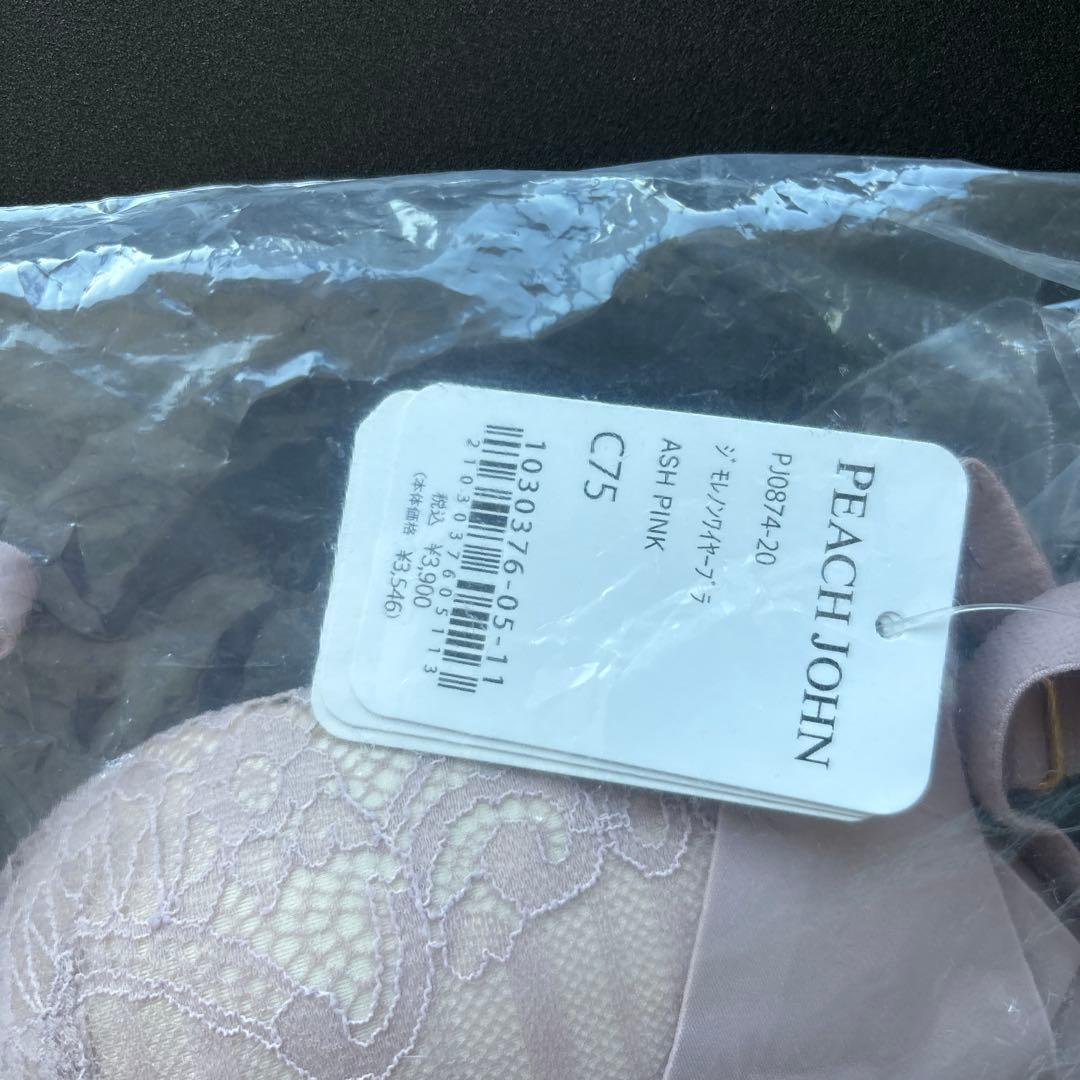 PEACH JOHN
PJ0874-20
ジモレノンワイヤーブラ
ASH PINK
C75
1030376-05-11
2103037605113
税込 ¥3,900
(本体価格 ¥3,546)